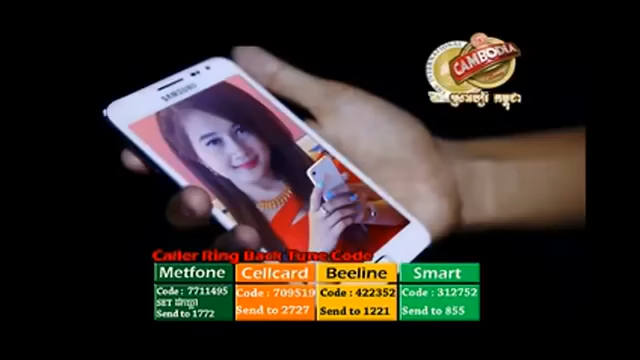 CAMBODIA
SAMSUNG
Caller Ring Back Tune Code
Metfone
Code : 7711495
SET
Send to 1772
Cellcard
Code : 709519
Send to 2727
Beeline
Code : 422352
Send to 1221
Smart
Code : 312752
Send to 855